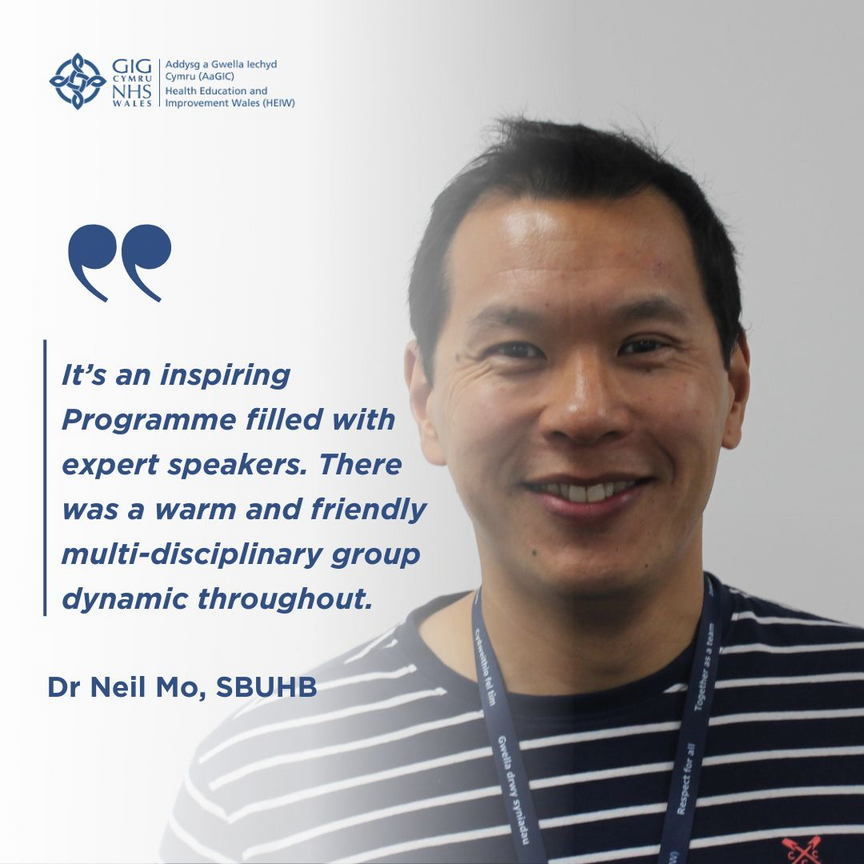 GIG
CYMRU
NHS
WALES
Addysg a Gwella Iechyd
Cymru (AaGIC)
Health Education and
Improvement Wales (HEIW)
It’s an inspiring
Programme filled with
expert speakers. There
was a warm and friendly
multi-disciplinary group
dynamic throughout.
Dr Neil Mo, SBUHB
Cydweithio fel tîm
Gwella drwy syniadau
Together as a team
Respect for all